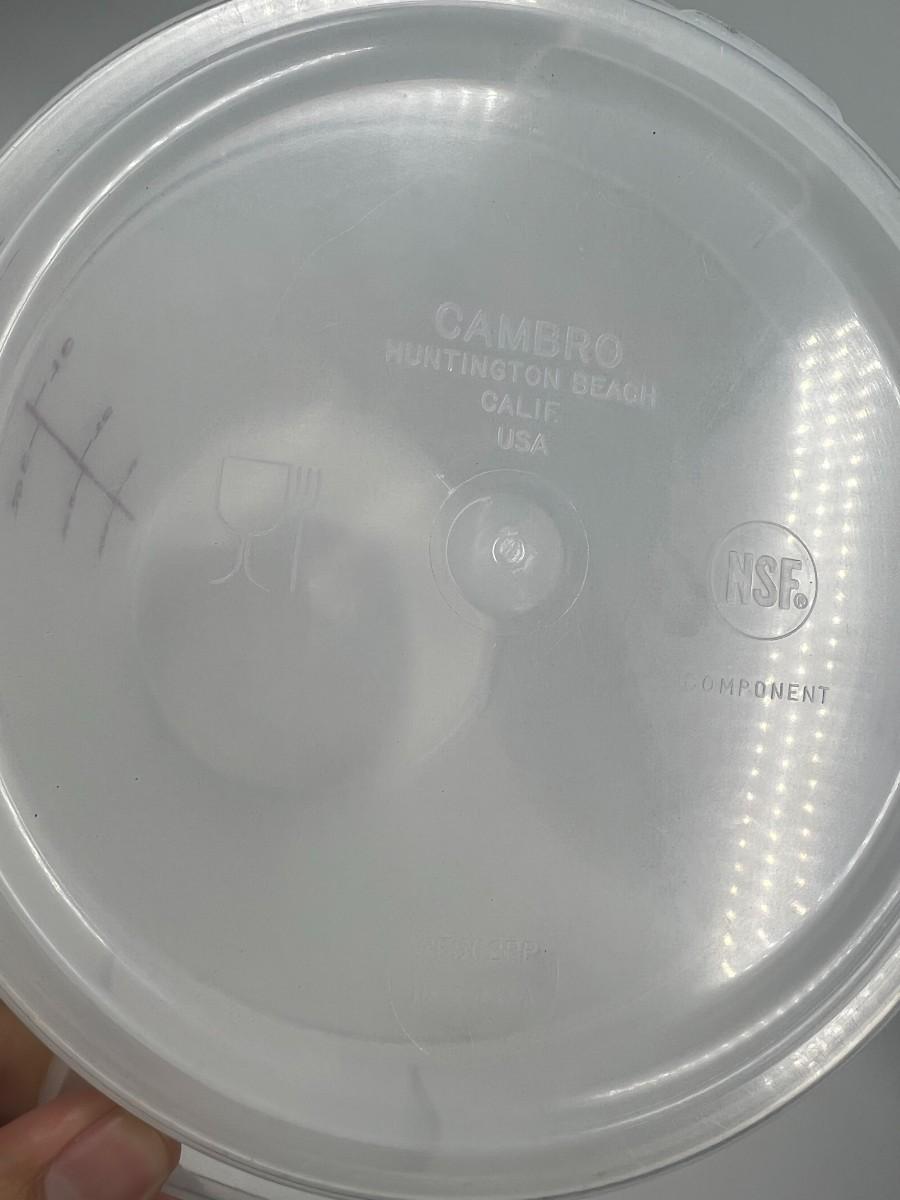 CAMBRO
HUNTINGTON BEACH
CALIF.
USA
NSF®
COMPONENT